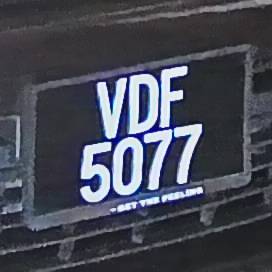 VDF
5077
- GET THE FEELING